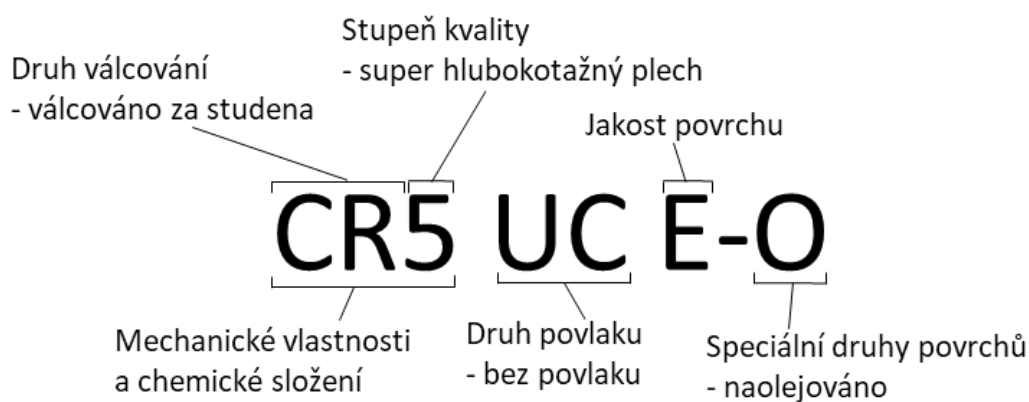 Stupeň kvality
- super hlubokotažný plech
Druh válcování
- válcováno za studena
Jakost povrchu
CR5 UC E-O
Mechanické vlastnosti
a chemické složení
Druh povlaku
- bez povlaku
Speciální druhy povrchů
- naolejováno